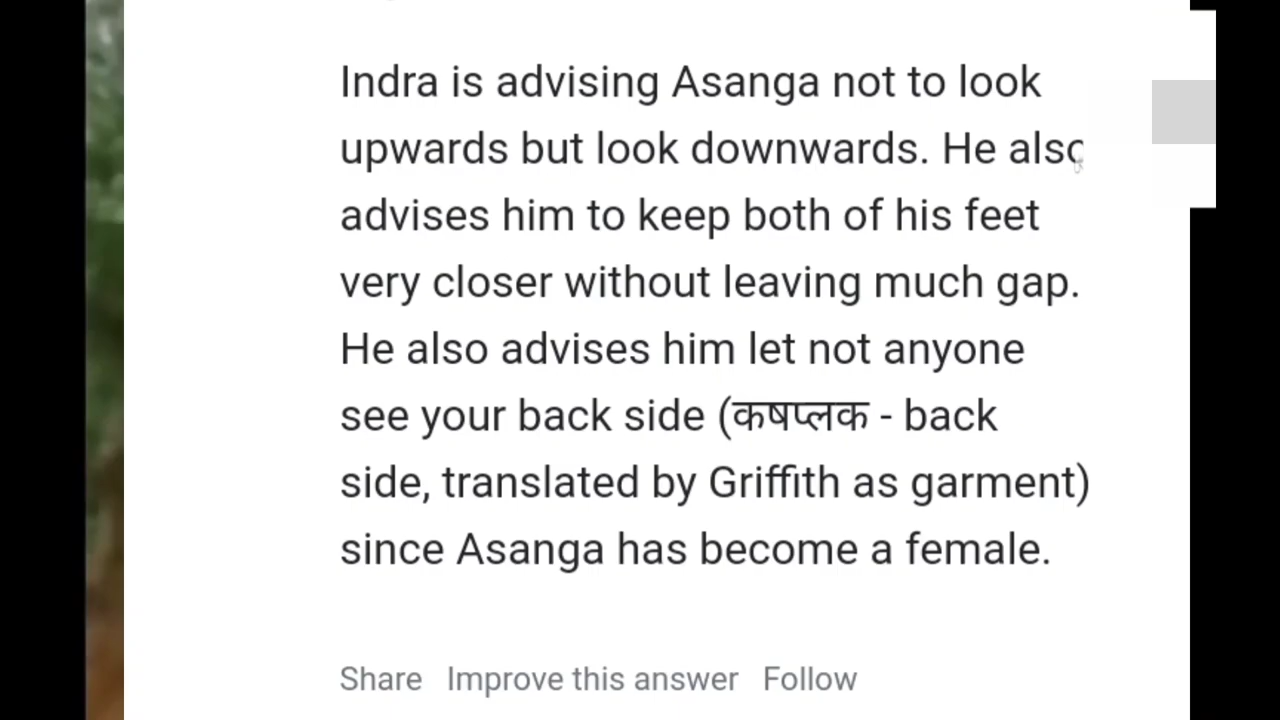 Indra is advising Asanga not to look
upwards but look downwards. He also
advises him to keep both of his feet
very closer without leaving much gap.
He also advises him let not anyone
see your back side (कषप्लक - back
side, translated by Griffith as garment)
since Asanga has become a female.
Share Improve this answer Follow